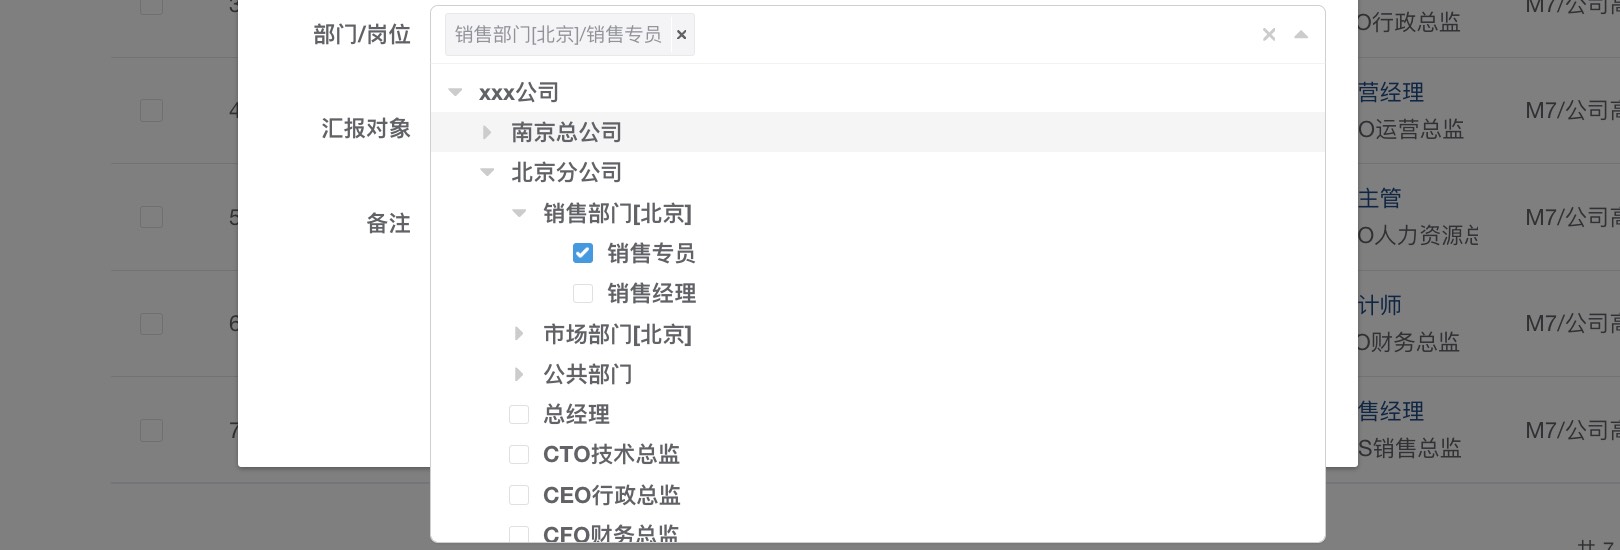 部门/岗位
销售部门[北京]/销售专员 ×
× 
O行政总监
M7/公司高
xxx公司
4
汇报对象
南京总公司
营经理
O运营总监
M7/公司高
北京分公司
5
备注
销售部门[北京]
主管
O人力资源总
M7/公司高
销售专员
销售经理
6
市场部门[北京]
计师
O财务总监
M7/公司高
公共部门
7
总经理
售经理
S销售总监
M7/公司高
CTO技术总监
CEO行政总监
CFO财务总监
共 7